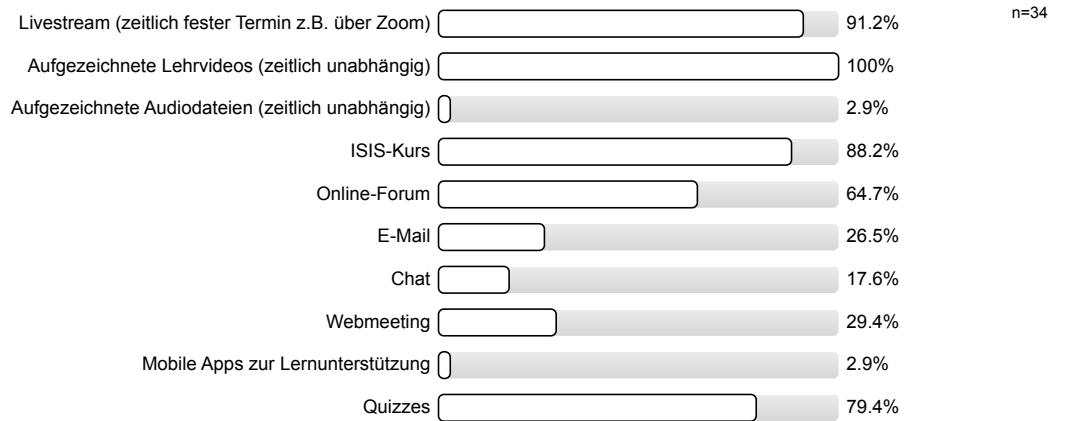 Livestream (zeitlich fester Termin z.B. über Zoom) 91.2% n=34
Aufgezeichnete Lehrvideos (zeitlich unabhängig) 100%
Aufgezeichnete Audiodateien (zeitlich unabhängig) 2.9%
ISIS-Kurs 88.2%
Online-Forum 64.7%
E-Mail 26.5%
Chat 17.6%
Webmeeting 29.4%
Mobile Apps zur Lernunterstützung 2.9%
Quizzes 79.4%